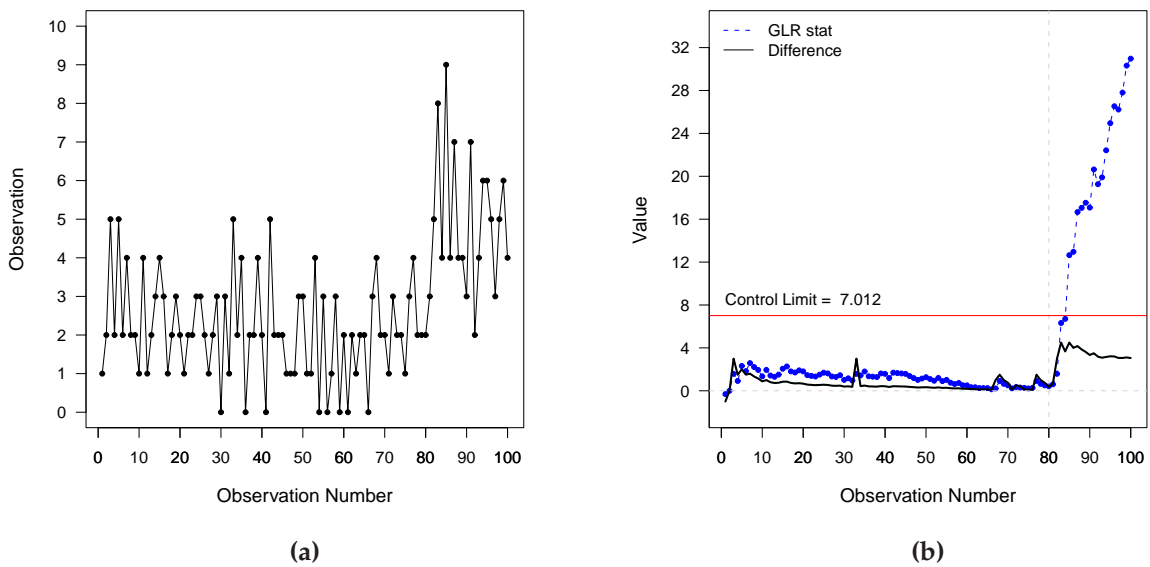 0
1
2
3
4
5
6
7
8
9
10
Observation
0 10 20 30 40 50 60 70 80 90 100
Observation Number
(a)
GLR stat
Difference
0
4
8
12
16
20
24
28
32
Value
Control Limit = 7.012
0 10 20 30 40 50 60 70 80 90 100
Observation Number
(b)